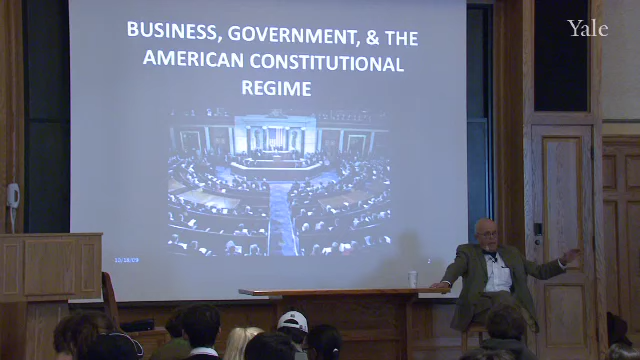 Yale
BUSINESS, GOVERNMENT, & THE
AMERICAN CONSTITUTIONAL
REGIME